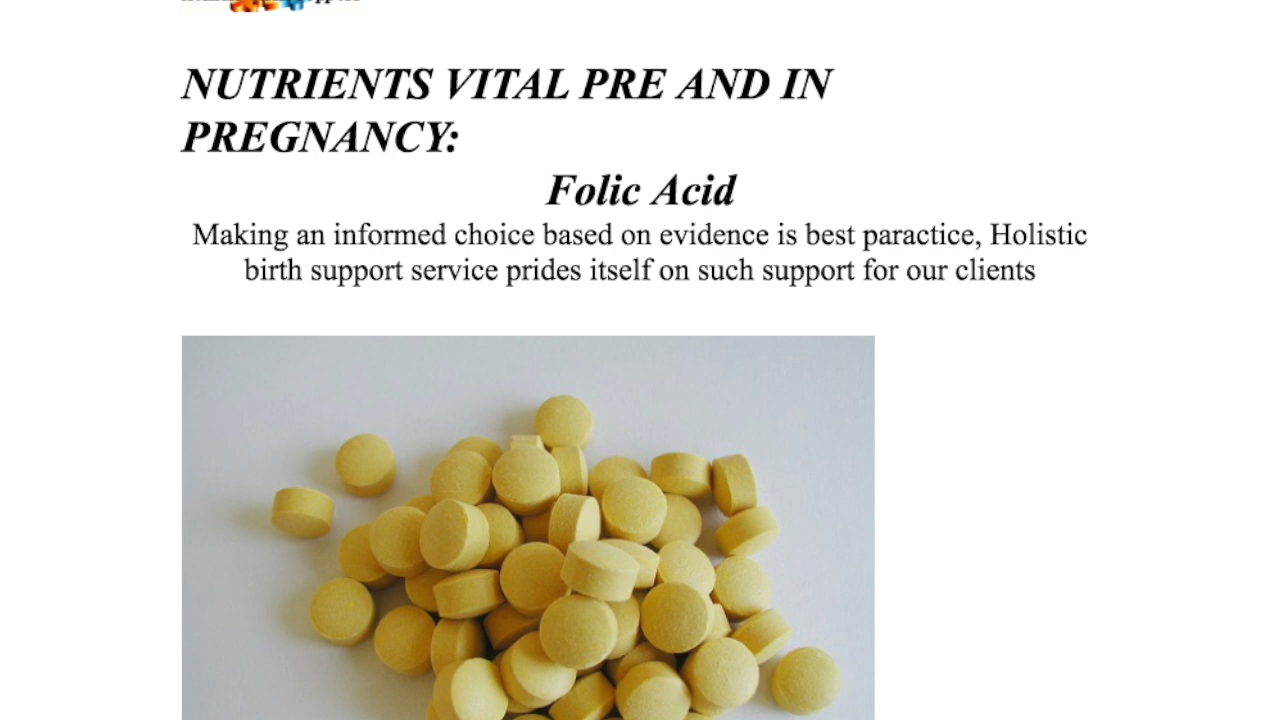 NUTRIENTS VITAL PRE AND IN
PREGNANCY:
Folic Acid
Making an informed choice based on evidence is best paractice, Holistic
birth support service prides itself on such support for our clients